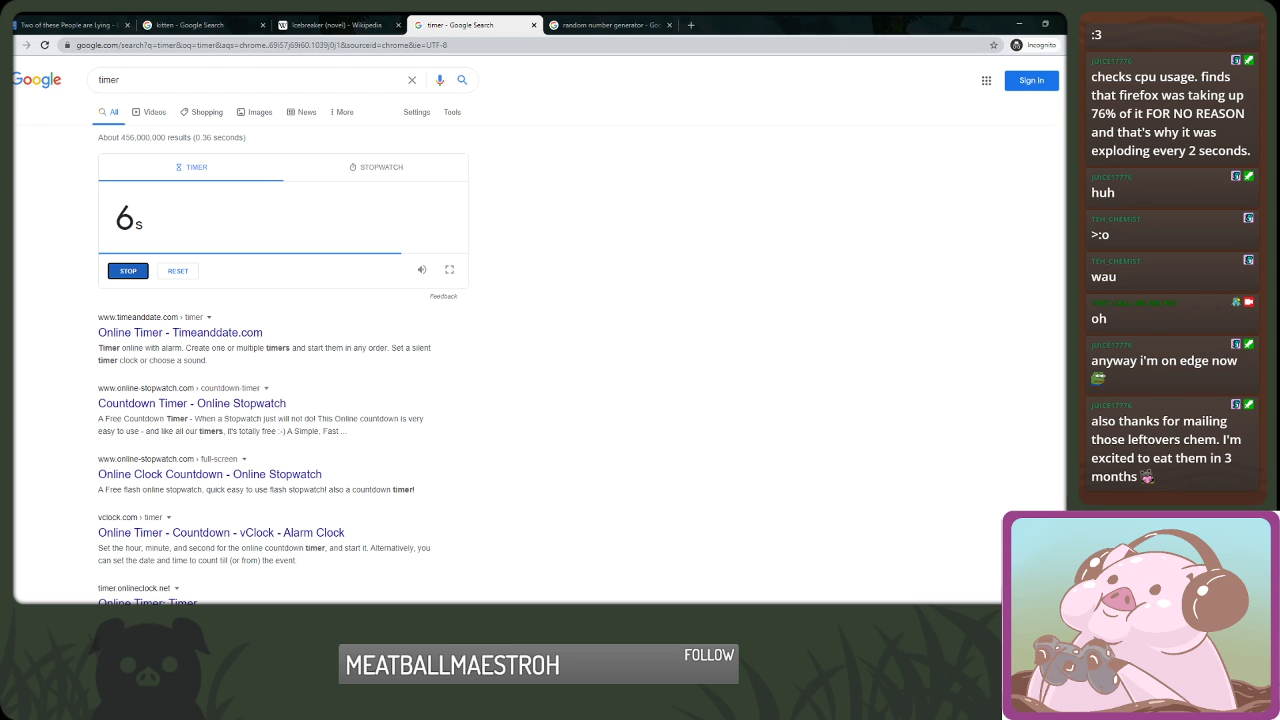 Two of these People are Lying - G
kitten - Google Search
Icebreaker (novel) - Wikipedia
timer - Google Search
random number generator - Goo
google.com/search?q=timer&oq=timer&aqs=chrome..69i57j69i60.1039j0j1&sourceid=chrome&ie=UTF-8
Incognito
Google
timer
Sign in
All
Videos
Shopping
Images
News
More
Settings
Tools
About 456,000,000 results (0.36 seconds)
TIMER
STOPWATCH
6s
STOP
RESET
Feedback
www.timeanddate.com › timer
Online Timer - Timeanddate.com
Timer online with alarm. Create one or multiple timers and start them in any order. Set a silent
timer clock or choose a sound.
www.online-stopwatch.com › countdown-timer
Countdown Timer - Online Stopwatch
A Free Countdown Timer - When a Stopwatch just will not do! This Online countdown is very
easy to use - and like all our timers, it's totally free :-) A Simple, Fast ...
www.online-stopwatch.com › full-screen
Online Clock Countdown - Online Stopwatch
A Free flash online stopwatch, quick easy to use flash stopwatch! also a countdown timer!
vclock.com › timer
Online Timer - Countdown - vClock - Alarm Clock
Set the hour, minute, and second for the online countdown timer, and start it. Alternatively, you
can set the date and time to count till (or from) the event.
timer.onlineclock.net
Online Timer: Timer
:3
JUICE17776
checks cpu usage. finds
that firefox was taking up
76% of it FOR NO REASON
and that's why it was
exploding every 2 seconds.
JUICE17776
huh
TEH_CHEMIST
>:o
TEH_CHEMIST
wau
oh
JUICE17776
anyway i'm on edge now
JUICE17776
also thanks for mailing
those leftovers chem. I'm
excited to eat them in 3
months
MEATBALLMAESTROH
FOLLOW